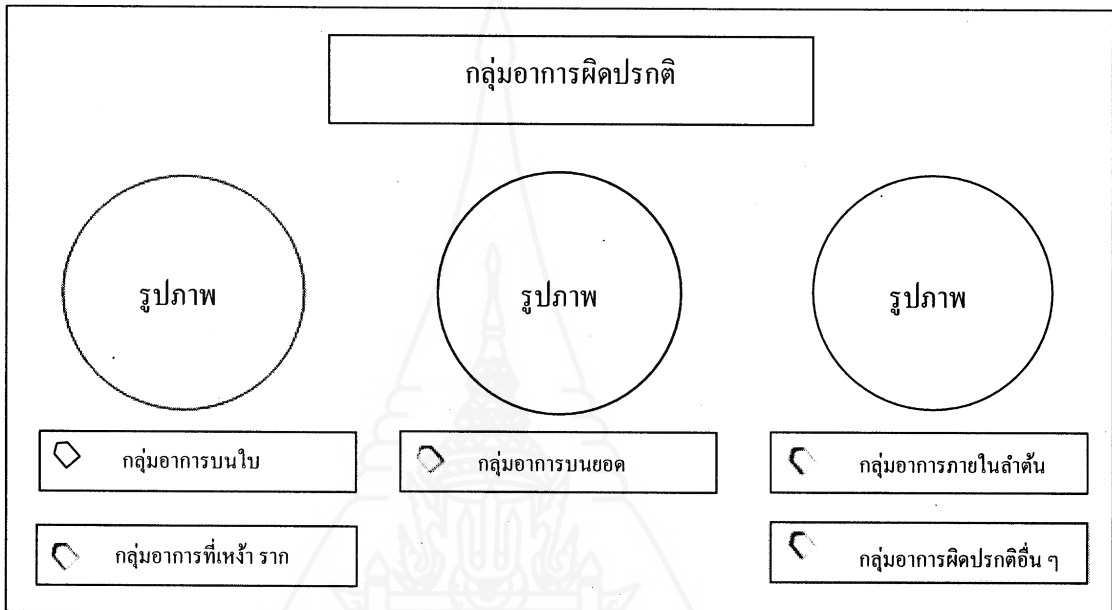 กลุ่มอาการผิดปรกติ
รูปภาพ
รูปภาพ
รูปภาพ
กลุ่มอาการบนใบ
กลุ่มอาการบนยอด
กลุ่มอาการภายในลำต้น
กลุ่มอาการที่เหง้า ราก
กลุ่มอาการผิดปรกติอื่น ๆ